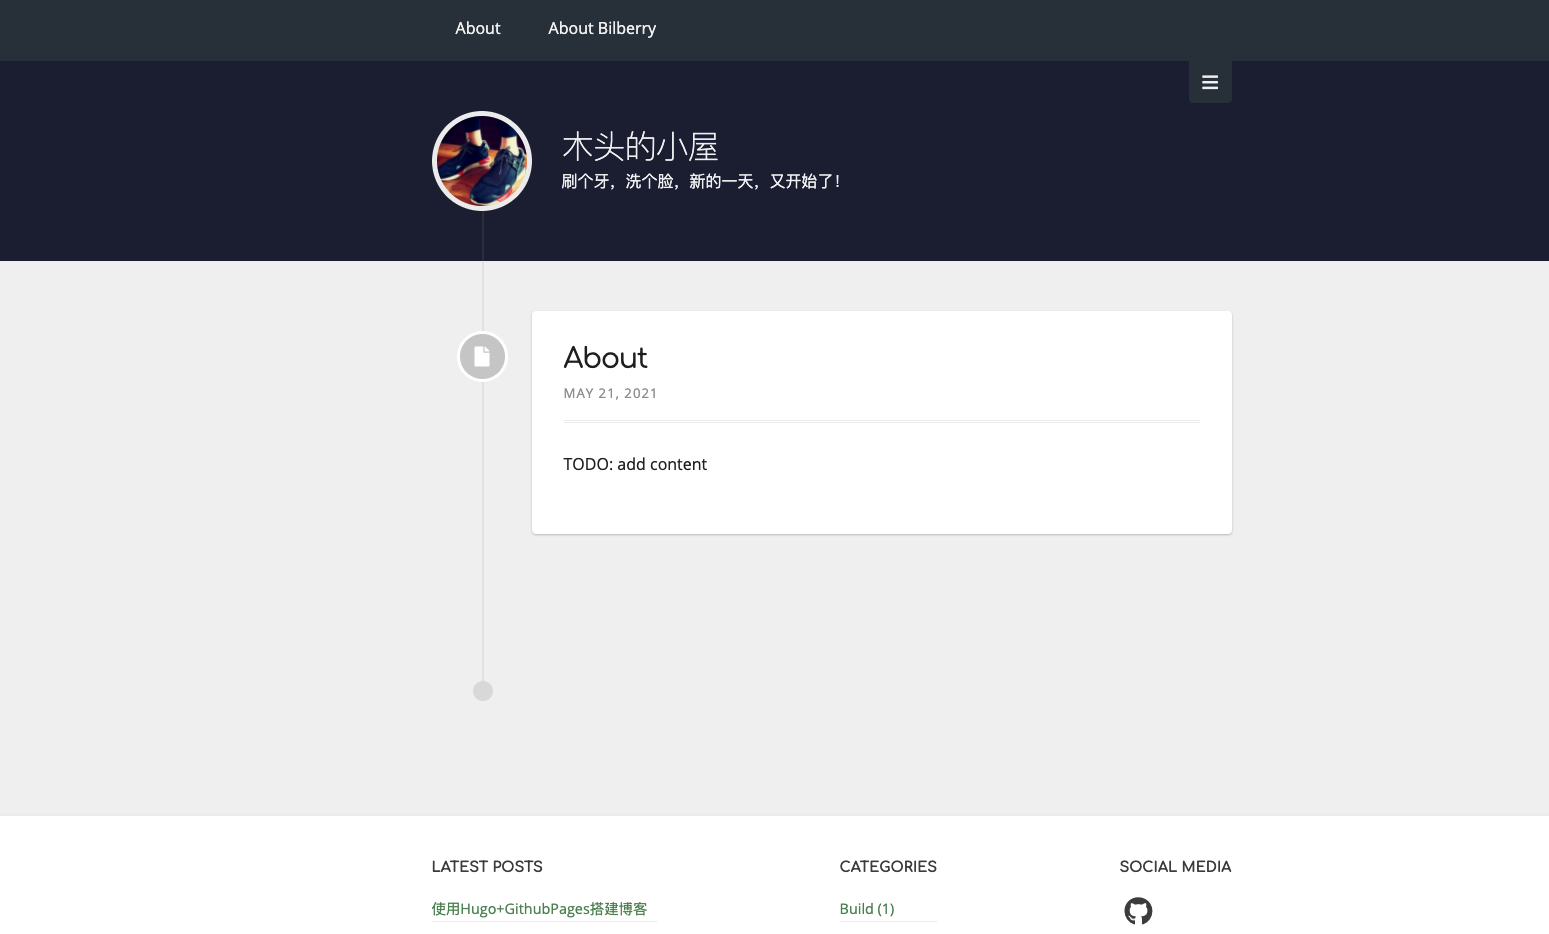 About About Bilberry
木头的小屋
刷个牙，洗个脸，新的一天，又开始了！
About
MAY 21, 2021
TODO: add content
LATEST POSTS CATEGORIES SOCIAL MEDIA
使用Hugo+GithubPages搭建博客 Build (1)